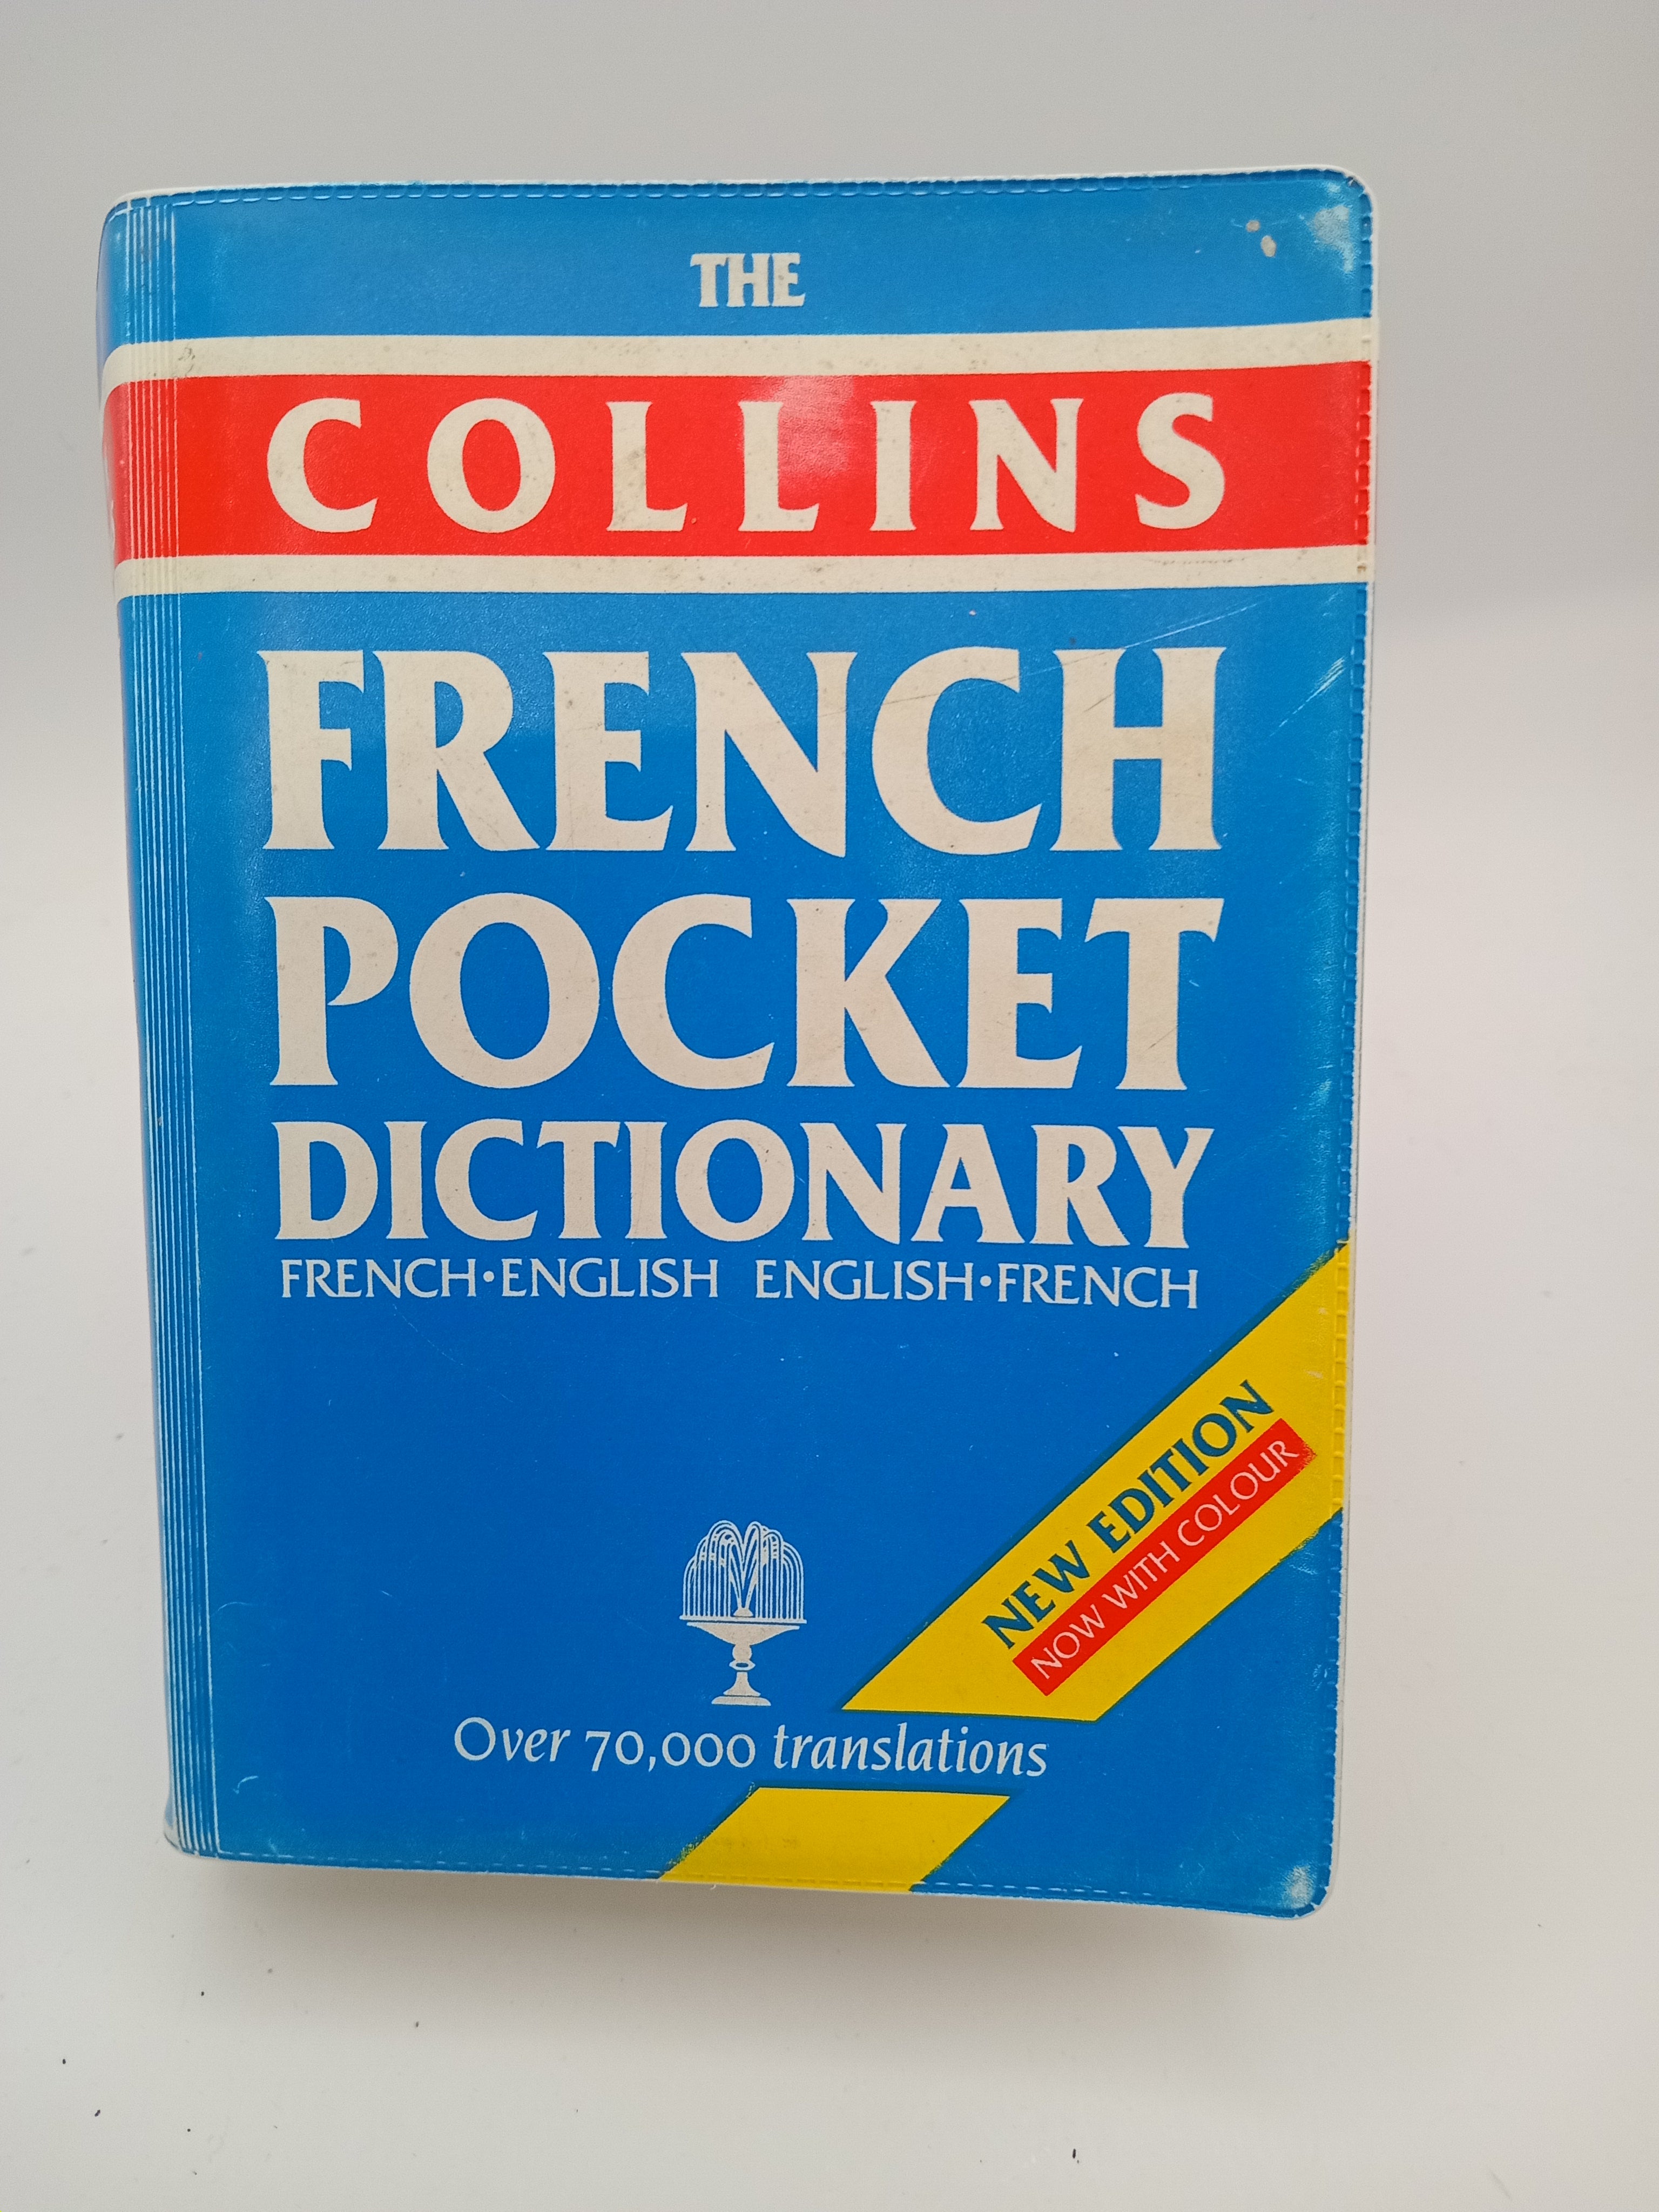 THE
COLLINS
FRENCH
POCKET
DICTIONARY
FRENCH•ENGLISH ENGLISH•FRENCH
NEW EDITION
NOW WITH COLOUR
Over 70,000 translations